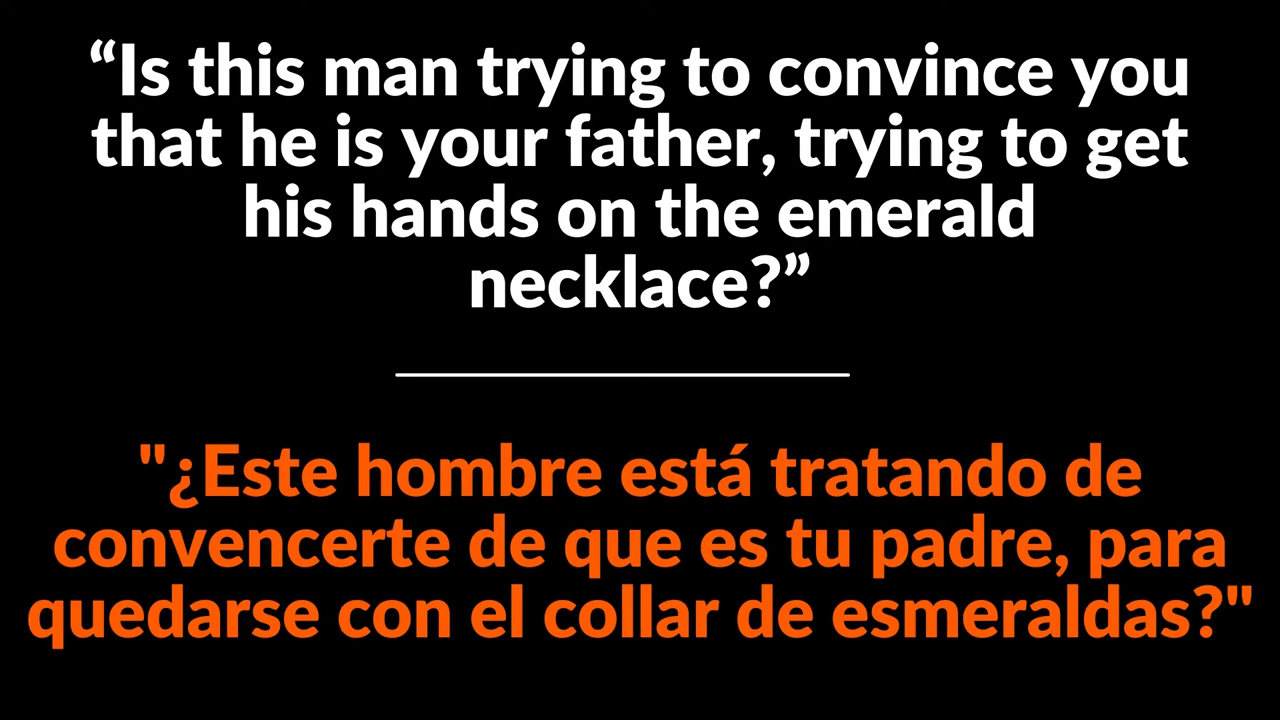 “Is this man trying to convince you
that he is your father, trying to get
his hands on the emerald
necklace?”
"¿Este hombre está tratando de
convencerte de que es tu padre, para
quedarse con el collar de esmeraldas?"